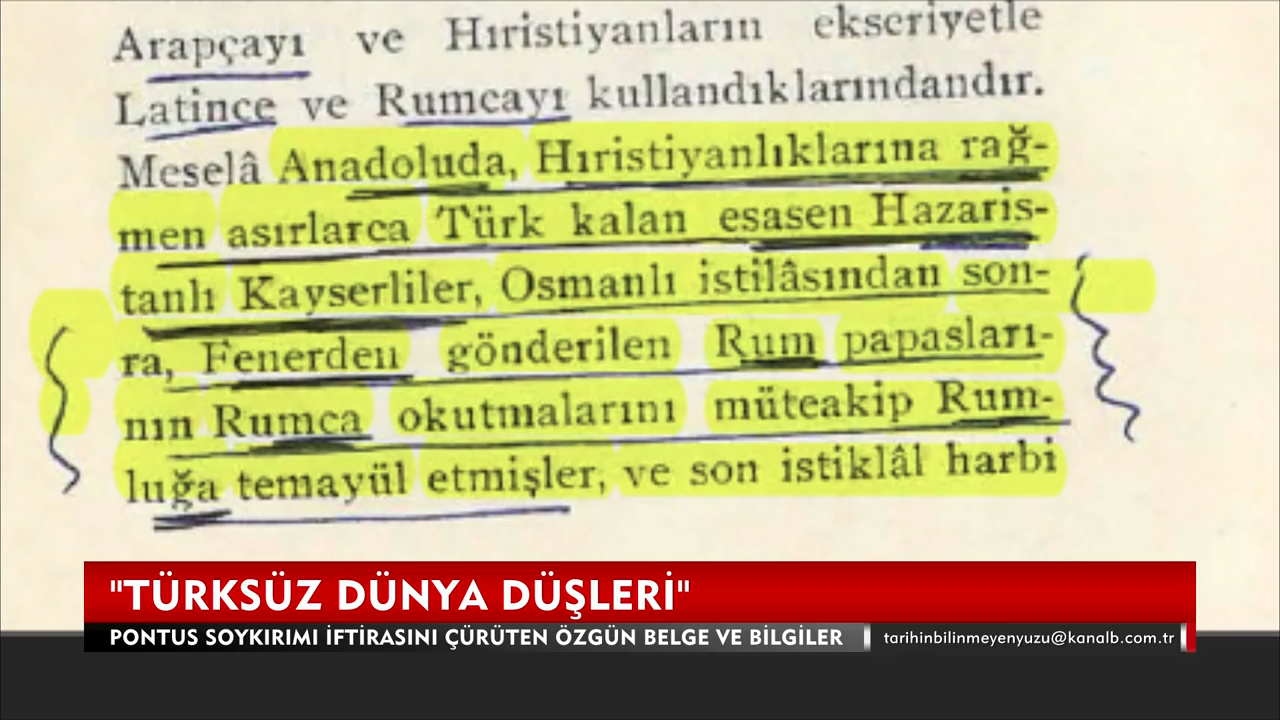 Arapçayı ve Hıristiyanların ekseriyetle
Latince ve Rumcayı kullandıklarındandır.
Meselâ Anadoluda, Hıristiyanlıklarına rağ-
men asırlarca Türk kalan esasen Hazaris-
tanlı Kayserliler, Osmanlı istilâsından son-
ra, Fenerden gönderilen Rum papasları-
nın Rumca okutmalarını müteakip Rum-
luğa temayül etmişler, ve son istiklâl harbi
"TÜRKSÜZ DÜNYA DÜŞLERİ"
PONTUS SOYKIRIMI İFTİRASINI ÇÜRÜTEN ÖZGÜN BELGE VE BİLGİLER
tarihinbilinmeyenyuzu@kanalb.com.tr